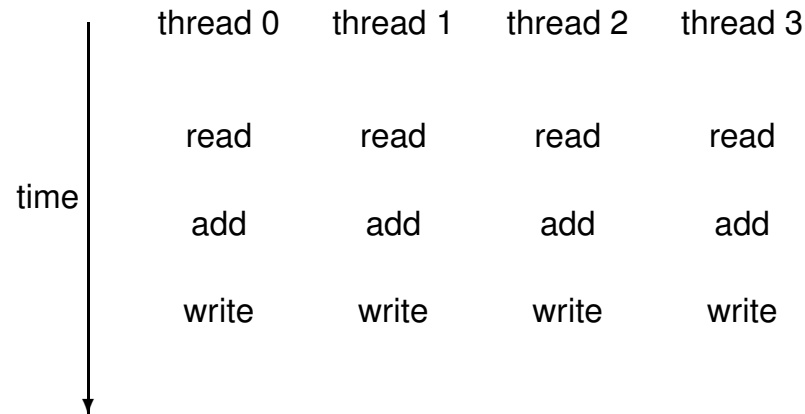 thread 0 thread 1 thread 2 thread 3
read read read read
time
add add add add
write write write write